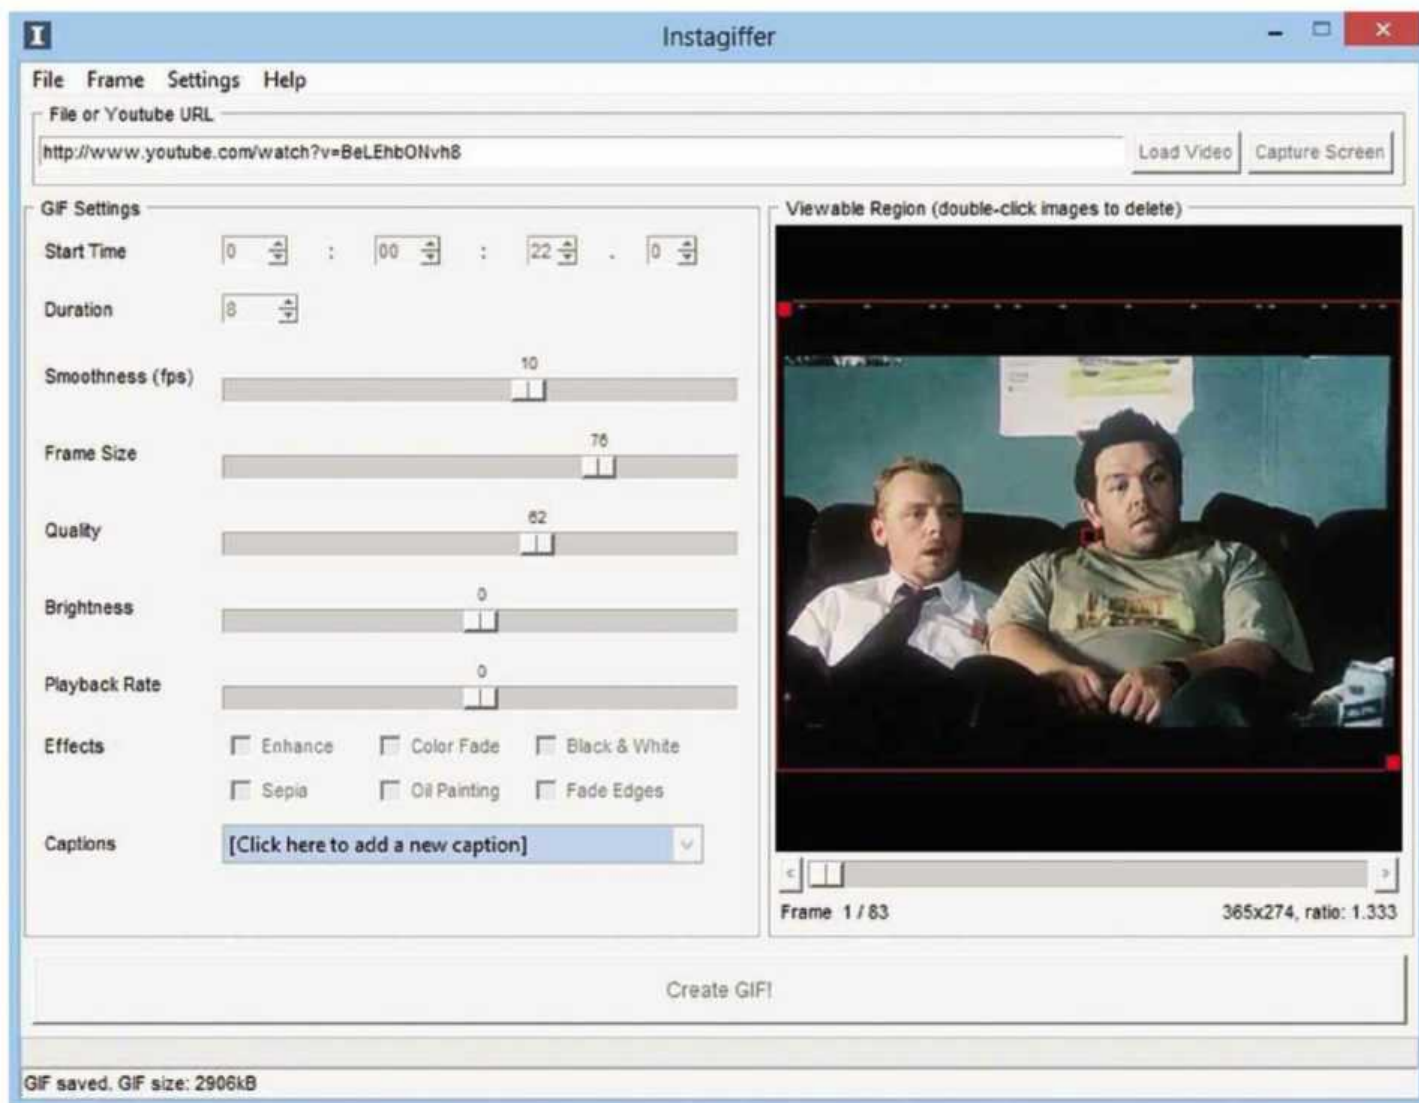 Instagiffer
File Frame Settings Help
File or Youtube URL
http://www.youtube.com/watch?v=BeLEhbONvh8 Load Video Capture Screen
GIF Settings
Start Time 0 : 00 : 22 . 0
Duration 8
Smoothness (fps) 10
Frame Size 76
Quality 62
Brightness 0
Playback Rate 0
Effects Enhance Color Fade Black & White
Sepia Oil Painting Fade Edges
Captions [Click here to add a new caption]
Viewable Region (double-click images to delete)
< >
Frame 1 / 83 365x274, ratio: 1.333
Create GIF!
GIF saved. GIF size: 2906kB